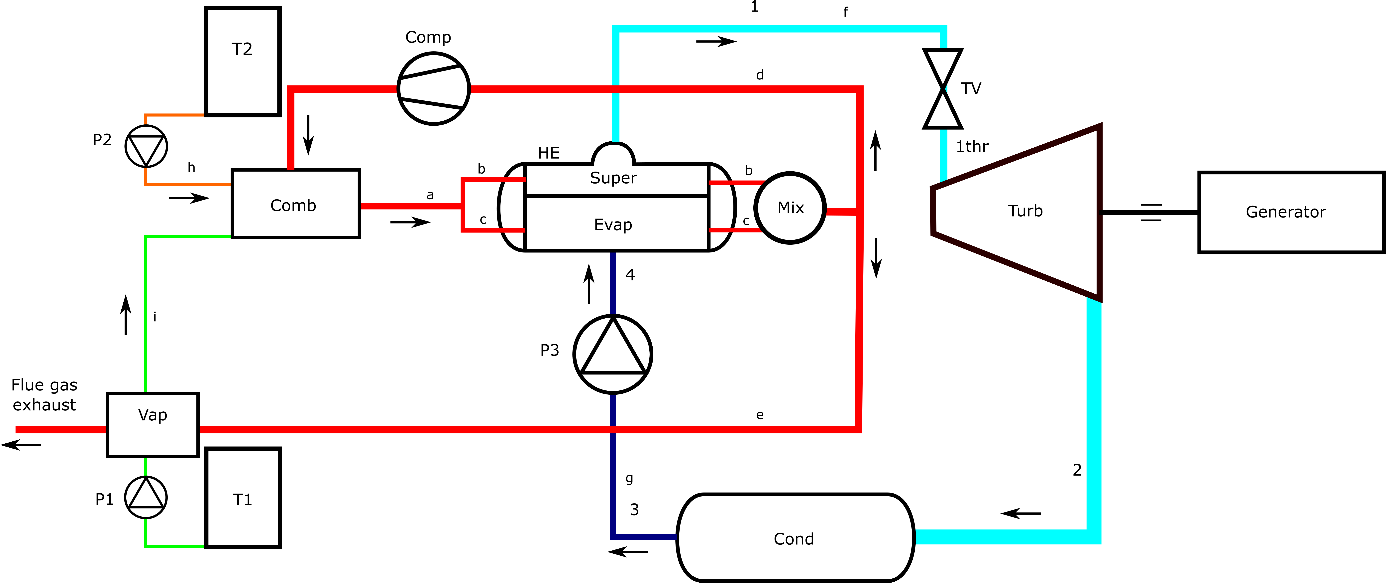 1
f
T2
Comp
d
TV
P2
1thr
h
HE
b
Super
b
Comb
a
Mix
Turb
Generator
c
Evap
c
4
i
P3
Flue gas
exhaust
Vap
e
2
g
P1
T1
3
Cond